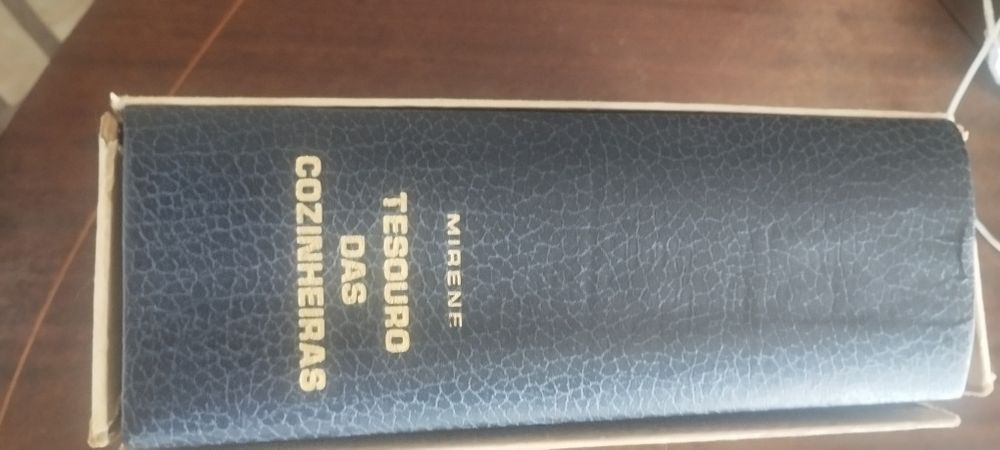 MIRENE
TESOURO
DAS
COZINHEIRAS